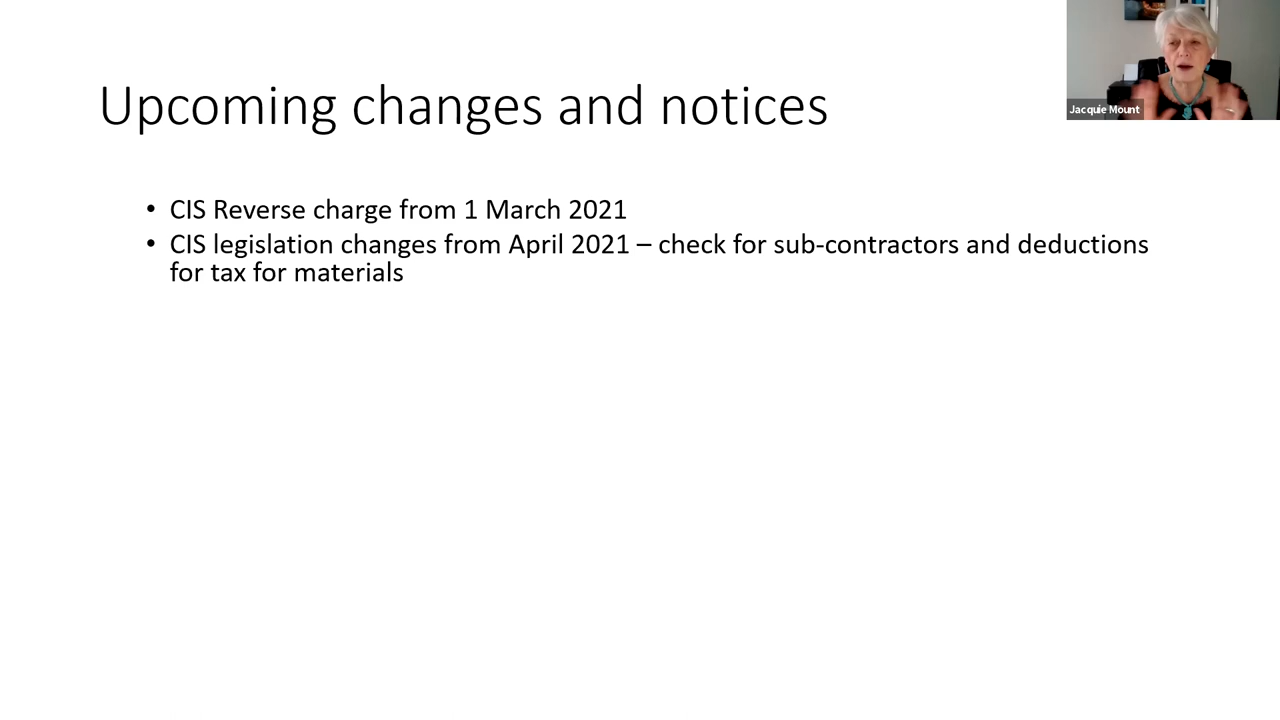 Upcoming changes and notices
Jacquie Mount
• CIS Reverse charge from 1 March 2021
• CIS legislation changes from April 2021 – check for sub-contractors and deductions
for tax for materials